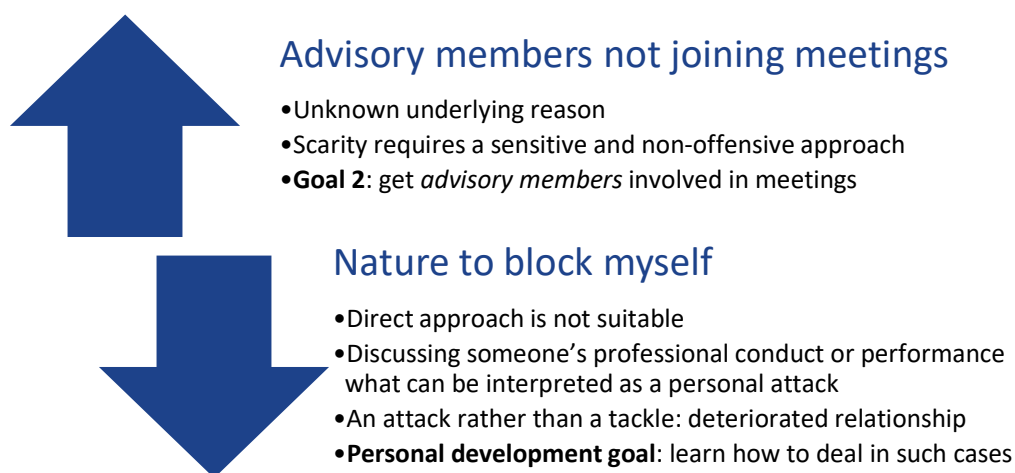 Advisory members not joining meetings
•Unknown underlying reason
•Scarity requires a sensitive and non-offensive approach
•Goal 2: get advisory members involved in meetings
Nature to block myself
•Direct approach is not suitable
•Discussing someone’s professional conduct or performance
what can be interpreted as a personal attack
•An attack rather than a tackle: deteriorated relationship
•Personal development goal: learn how to deal in such cases